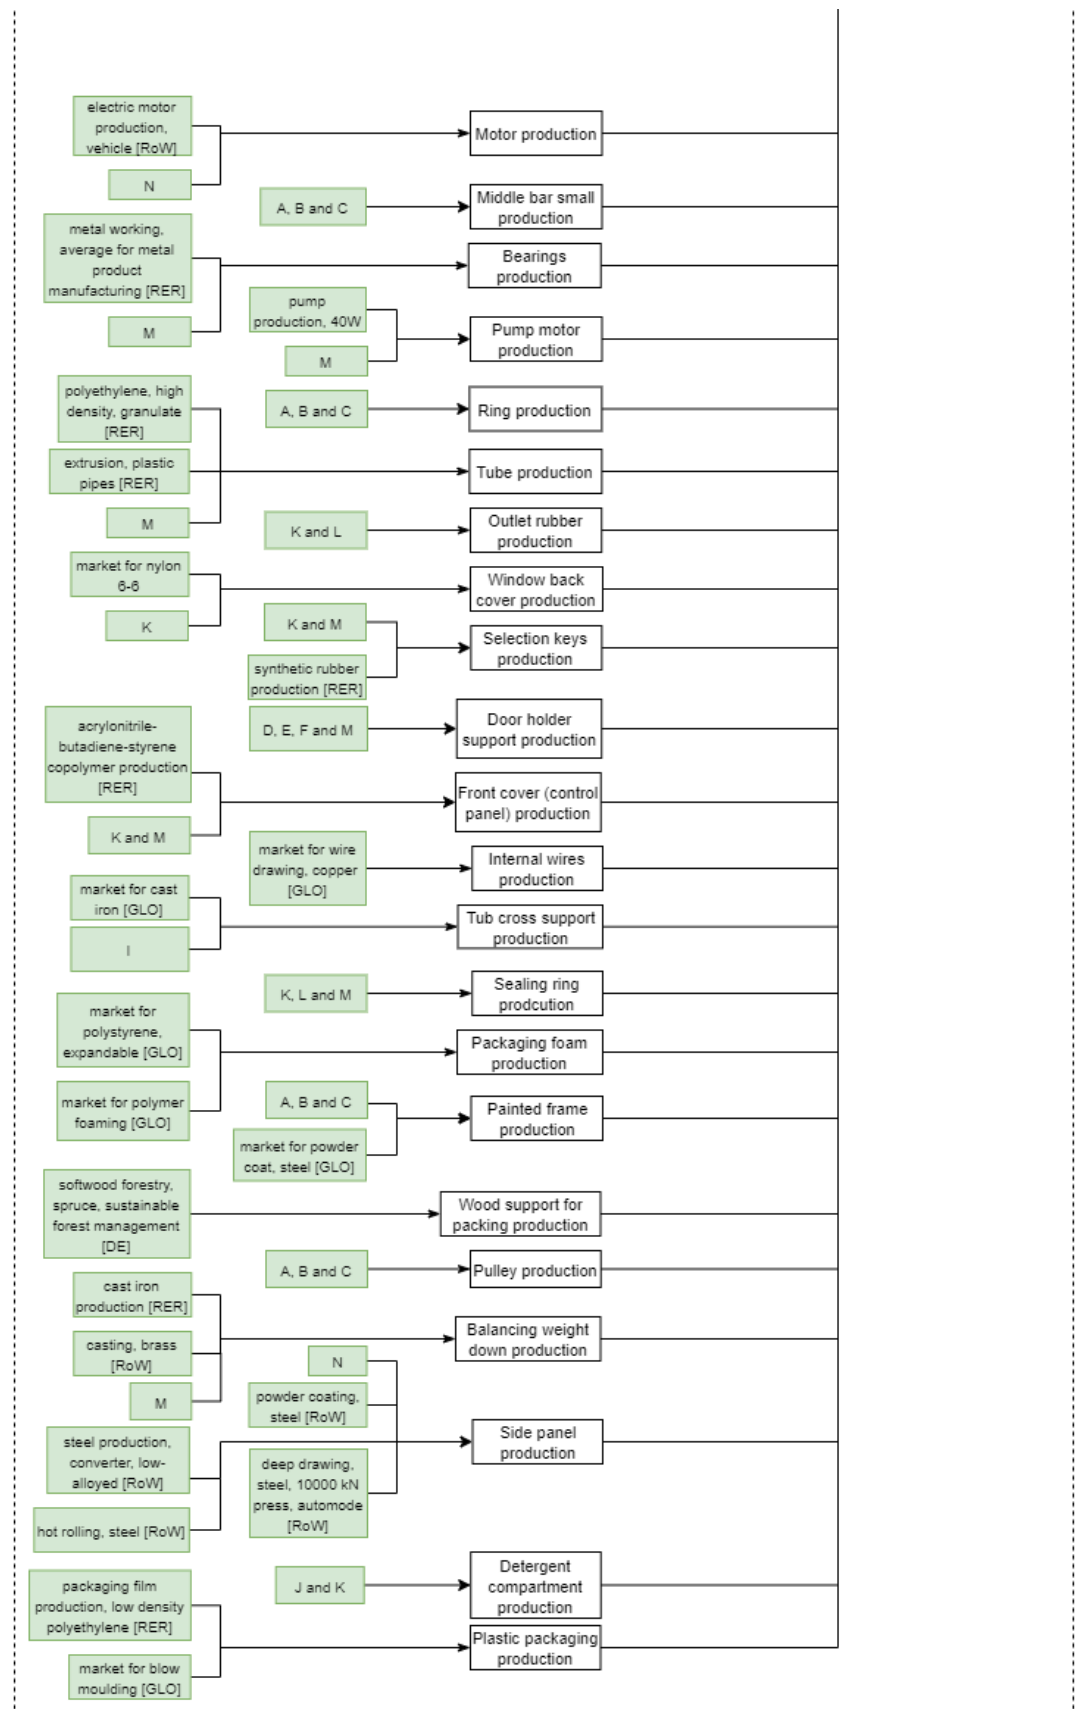 electric motor
production,
vehicle [RoW]
N
Motor production
A, B and C
Middle bar small
production
metal working,
average for metal
product
manufacturing [RER]
M
Bearings
production
pump
production, 40W
M
Pump motor
production
polyethylene, high
density, granulate
[RER]
A, B and C
Ring production
extrusion, plastic
pipes [RER]
M
Tube production
K and L
Outlet rubber
production
market for nylon
6-6
K
Window back
cover production
K and M
synthetic rubber
production [RER]
Selection keys
production
D, E, F and M
Door holder
support production
acrylonitrile-
butadiene-styrene
copolymer production
[RER]
K and M
Front cover (control
panel) production
market for wire
drawing, copper
[GLO]
Internal wires
production
market for cast
iron [GLO]
I
Tub cross support
production
K, L and M
Sealing ring
prodcution
market for
polystyrene,
expandable [GLO]
market for polymer
foaming [GLO]
Packaging foam
production
A, B and C
market for powder
coat, steel [GLO]
Painted frame
production
softwood forestry,
spruce, sustainable
forest management
[DE]
Wood support for
packing production
A, B and C
Pulley production
cast iron
production [RER]
casting, brass
[RoW]
M
Balancing weight
down production
N
powder coating,
steel [RoW]
steel production,
converter, low-
alloyed [RoW]
hot rolling, steel [RoW]
deep drawing,
steel, 10000 kN
press, automode
[RoW]
Side panel
production
J and K
Detergent
compartment
production
packaging film
production, low density
polyethylene [RER]
market for blow
moulding [GLO]
Plastic packaging
production